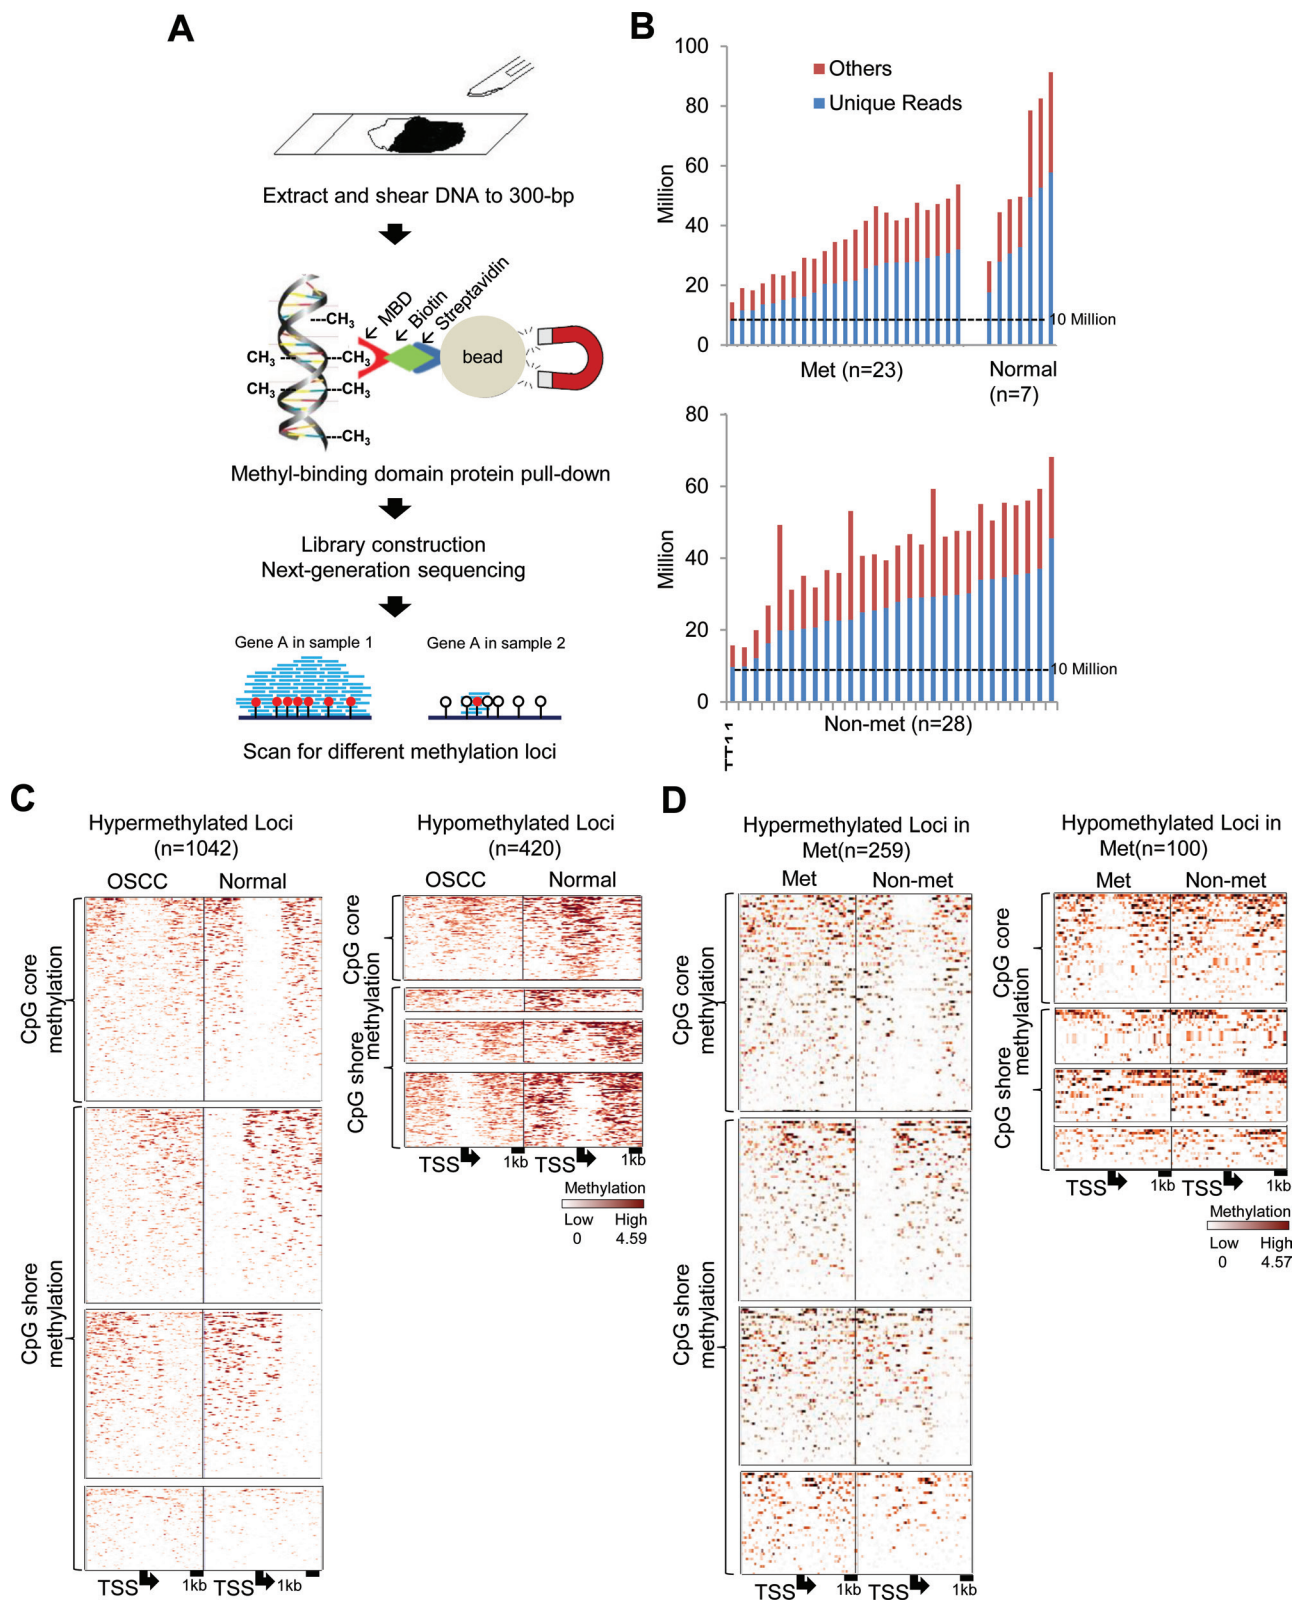 A
Extract and shear DNA to 300-bp
MBD
Biotin
Streptavidin
---CH₃
CH₃
---CH₃
CH₃
---CH₃
---CH₃
bead
Methyl-binding domain protein pull-down
Library construction
Next-generation sequencing
Gene A in sample 1
Gene A in sample 2
Scan for different methylation loci
B
100
80
60
40
20
0
Million
Others
Unique Reads
10 Million
Met (n=23)
Normal
(n=7)
80
60
40
20
0
Million
10 Million
Non-met (n=28)
C
Hypermethylated Loci
(n=1042)
OSCC
Normal
CpG core
methylation
CpG shore
methylation
TSS
1kb
TSS
1kb
Hypomethylated Loci
(n=420)
OSCC
Normal
CpG core
methylation
CpG shore
TSS
1kb
TSS
1kb
Methylation
Low
High
0
4.59
D
Hypermethylated Loci in
Met(n=259)
Met
Non-met
CpG core
methylation
CpG shore
methylation
TSS
1kb
TSS
1kb
Hypomethylated Loci in
Met(n=100)
Met
Non-met
CpG core
methylation
CpG shore
TSS
1kb
TSS
1kb
Methylation
Low
High
0
4.57